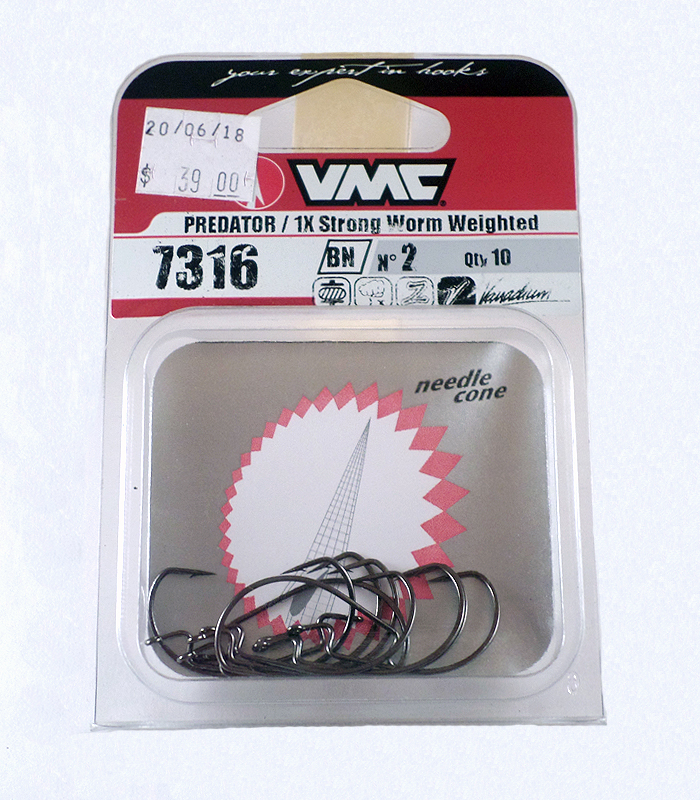 your expert in hooks
20/06/18
$ 39 00
VMC
PREDATOR / 1X Strong Worm Weighted
7316 BN N° 2 Qty 10
Vanadium
needle
cone